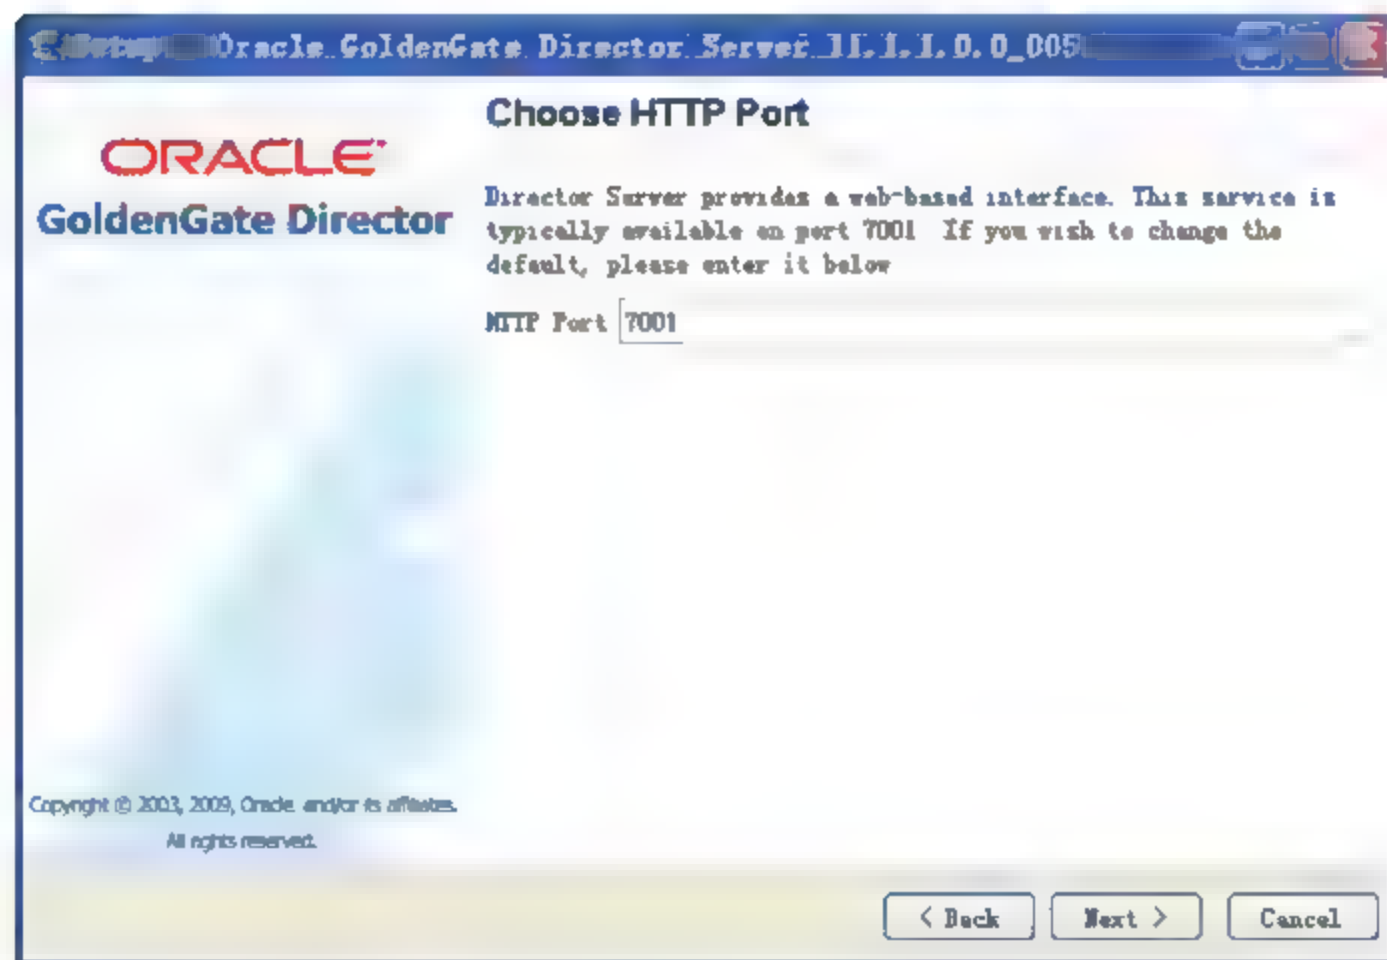 Setup Oracle GoldenGate Director Server 11.1.1.0.0_005
Choose HTTP Port
ORACLE
GoldenGate Director
Director Server provides a web-based interface. This service is
typically available on port 7001 If you wish to change the
default, please enter it below
HTTP Port 7001
Copyright © 2003, 2009, Oracle and/or its affiliates.
All rights reserved.
< Back Next > Cancel